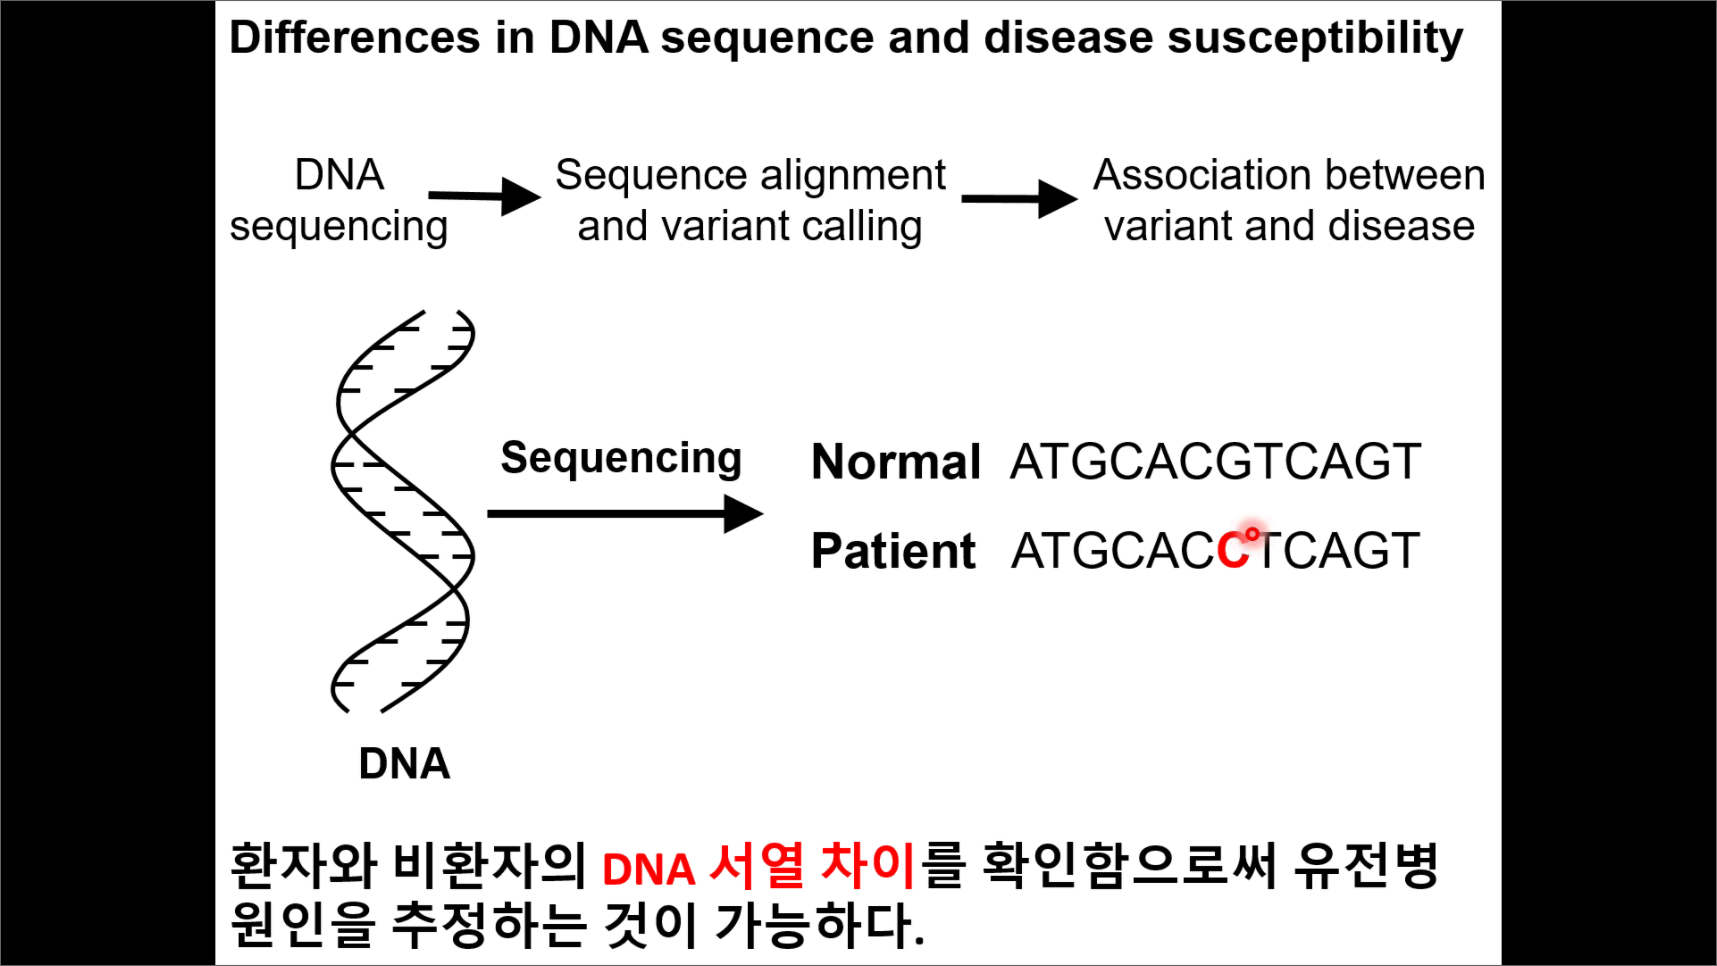 Differences in DNA sequence and disease susceptibility
DNA
sequencing
Sequence alignment
and variant calling
Association between
variant and disease
Sequencing
Normal ATGCACGTCAGT
Patient ATGCACCTCAGT
DNA
환자와 비환자의 DNA 서열 차이를 확인함으로써 유전병
원인을 추정하는 것이 가능하다.